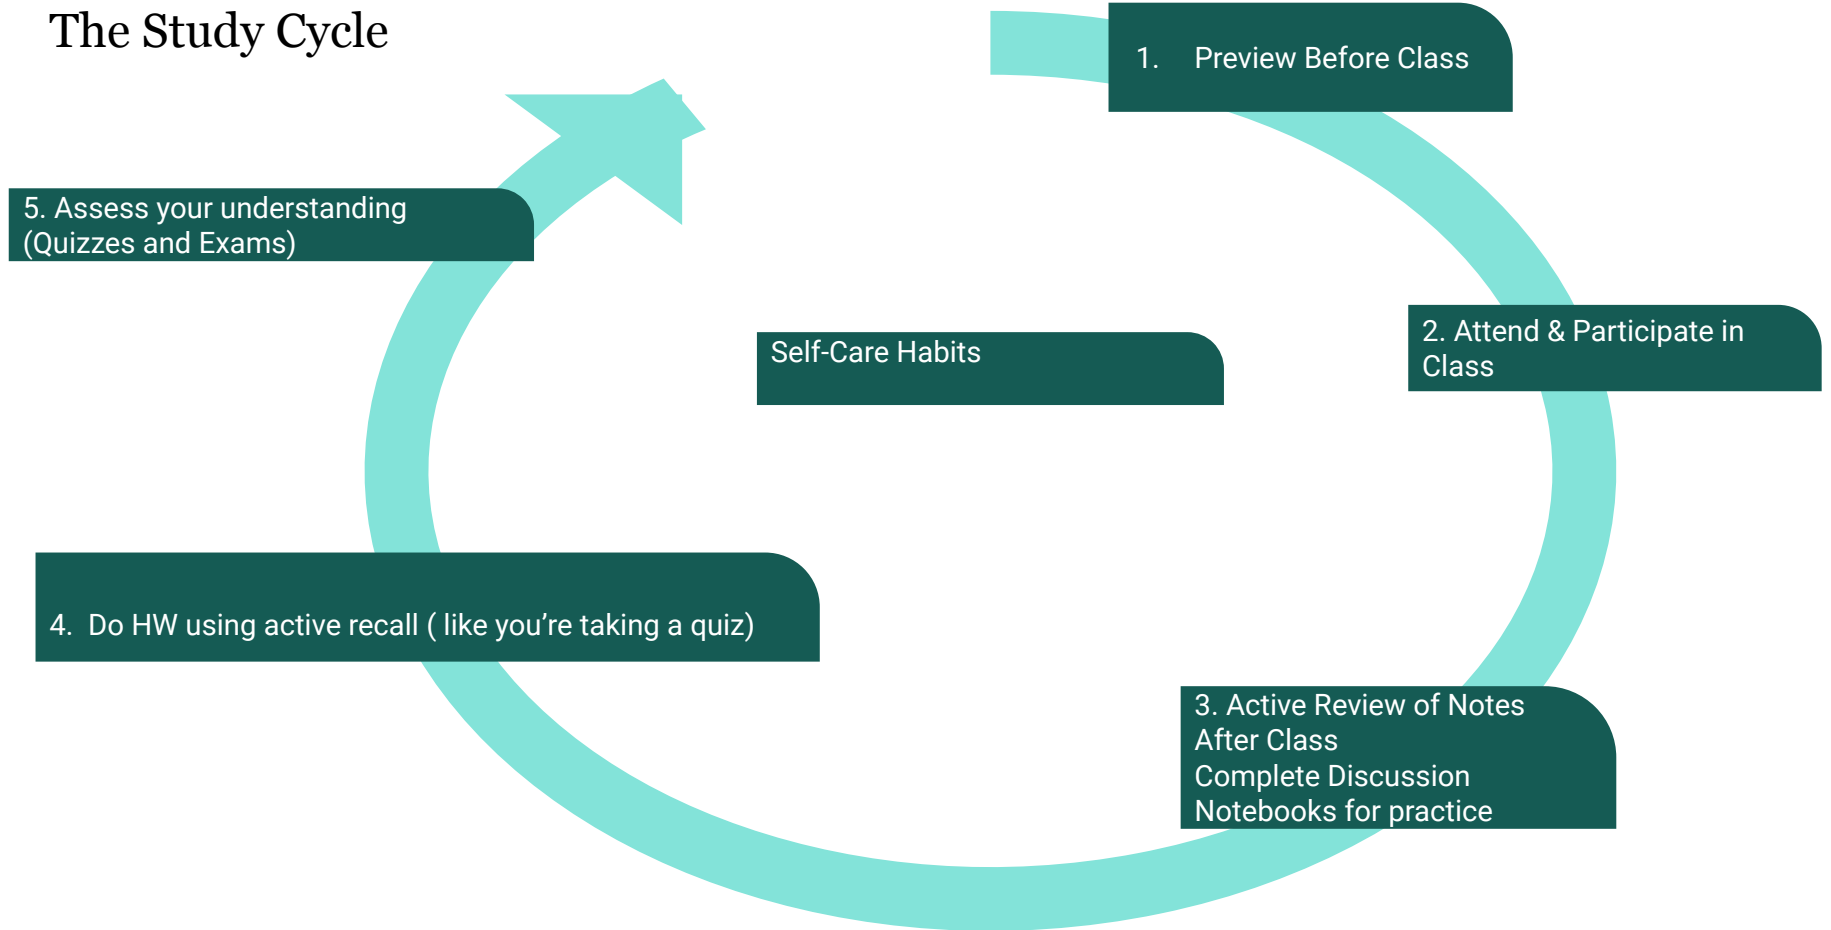 The Study Cycle
1. Preview Before Class
2. Attend & Participate in
Class
3. Active Review of Notes
After Class
Complete Discussion
Notebooks for practice
4. Do HW using active recall ( like you’re taking a quiz)
5. Assess your understanding
(Quizzes and Exams)
Self-Care Habits